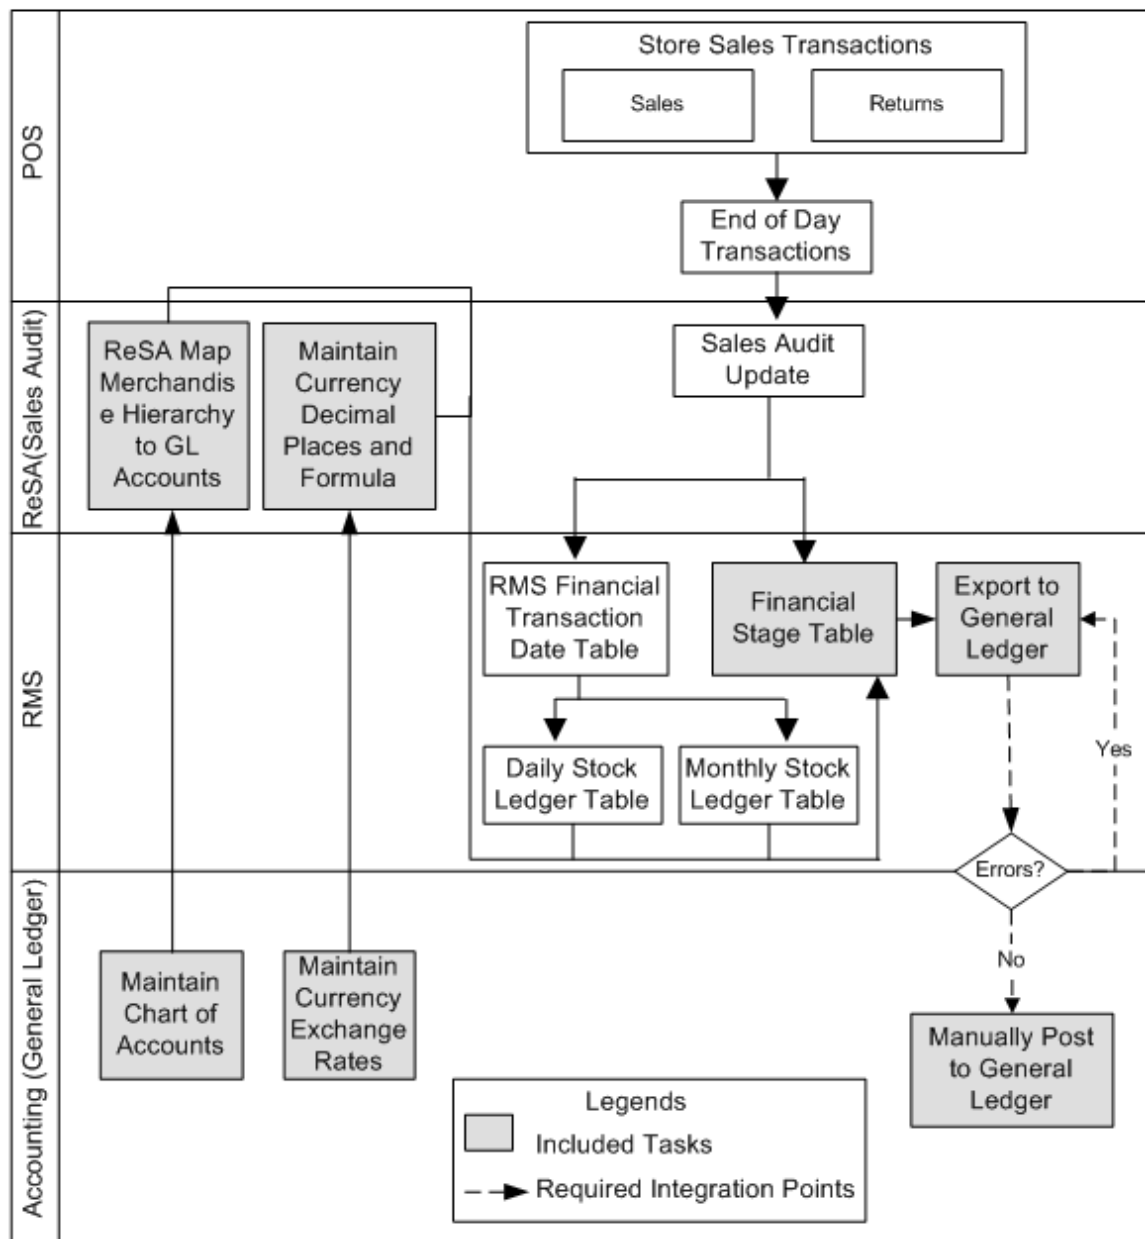 POS
Store Sales Transactions
Sales
Returns
End of Day
Transactions
ReSA(Sales Audit)
ReSA Map
Merchandis
e Hierarchy
to GL
Accounts
Maintain
Currency
Decimal
Places and
Formula
Sales Audit
Update
RMS
RMS Financial
Transaction
Date Table
Financial
Stage Table
Export to
General
Ledger
Daily Stock
Ledger Table
Monthly Stock
Ledger Table
Yes
Errors?
Accounting (General Ledger)
Maintain
Chart of
Accounts
Maintain
Currency
Exchange
Rates
No
Manually Post
to General
Ledger
Legends
Included Tasks
Required Integration Points